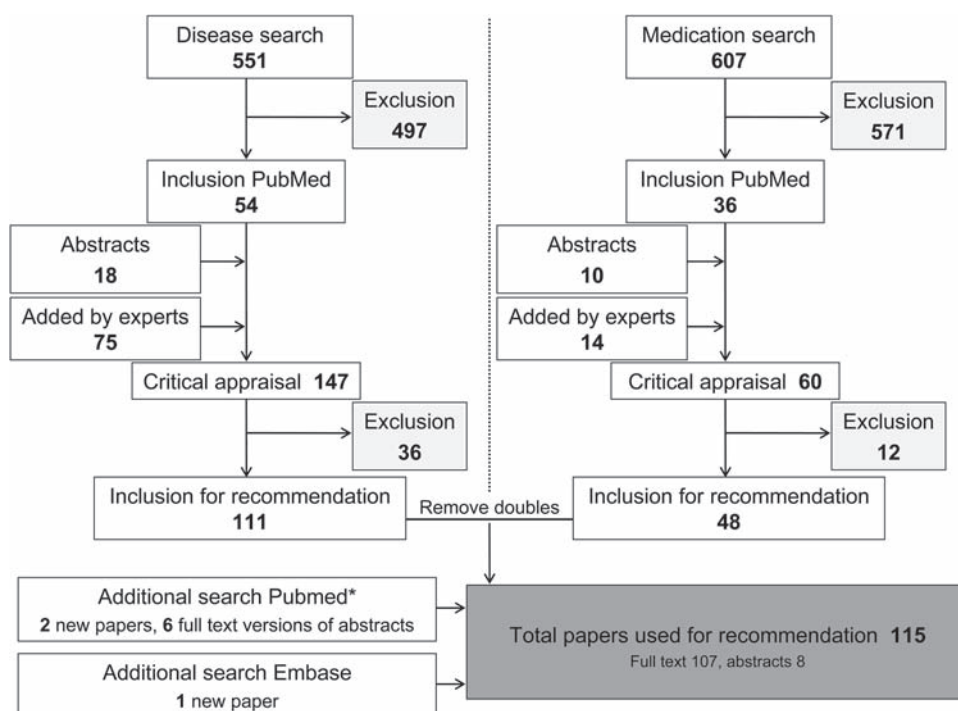 Disease search
551
Exclusion
497
Inclusion PubMed
54
Abstracts
18
Added by experts
75
Critical appraisal 147
Exclusion
36
Inclusion for recommendation
111
Medication search
607
Exclusion
571
Inclusion PubMed
36
Abstracts
10
Added by experts
14
Critical appraisal 60
Exclusion
12
Inclusion for recommendation
48
Remove doubles
Additional search Pubmed*
2 new papers, 6 full text versions of abstracts
Additional search Embase
1 new paper
Total papers used for recommendation 115
Full text 107, abstracts 8